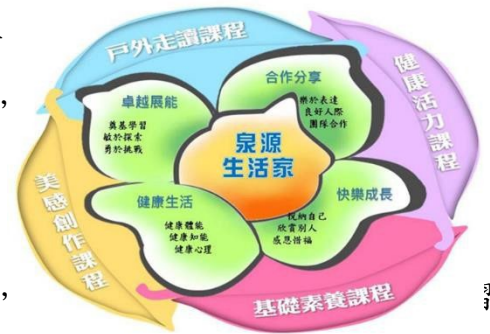 戶外走讀課程
健康活力課程
卓越展能
奠基學習
敏於探索
勇於挑戰
合作分享
樂於表達
良好人際
團隊合作
泉源
生活家
健康生活
健康體能
健康知能
健康心理
快樂成長
悅納自己
欣賞別人
感恩惜福
美感創作課程
基礎素養課程
，
，